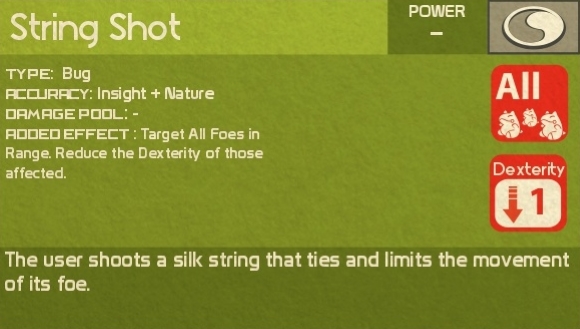 String Shot
POWER
–
TYPE: Bug
ACCURACY: Insight + Nature
DAMAGE POOL: -
ADDED EFFECT : Target All Foes in
Range. Reduce the Dexterity of those
affected.
All
Dexterity
1
The user shoots a silk string that ties and limits the movement
of its foe.